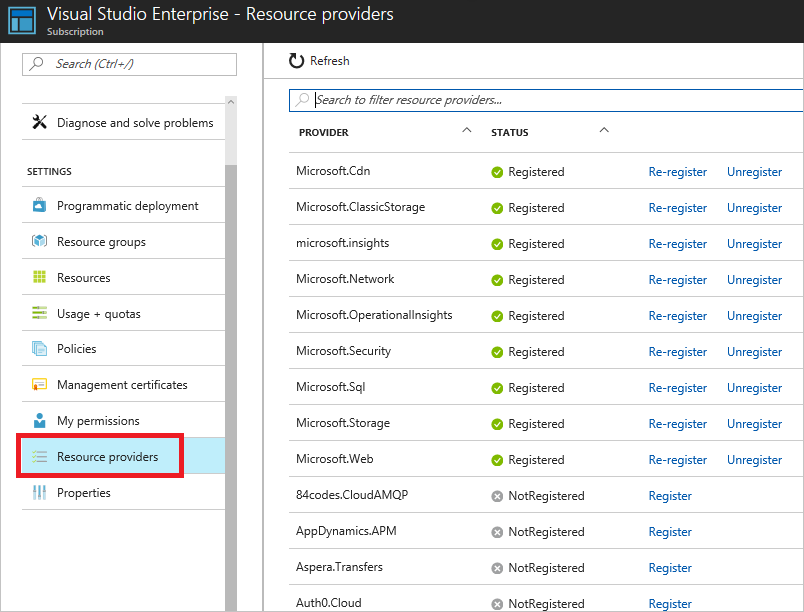 Visual Studio Enterprise - Resource providers
Subscription
Search (Ctrl+/)
Diagnose and solve problems
SETTINGS
Programmatic deployment
Resource groups
Resources
Usage + quotas
Policies
Management certificates
My permissions
Resource providers
Properties
Refresh
Search to filter resource providers...
PROVIDER STATUS
Microsoft.Cdn Registered Re-register Unregister
Microsoft.ClassicStorage Registered Re-register Unregister
microsoft.insights Registered Re-register Unregister
Microsoft.Network Registered Re-register Unregister
Microsoft.OperationalInsights Registered Re-register Unregister
Microsoft.Security Registered Re-register Unregister
Microsoft.Sql Registered Re-register Unregister
Microsoft.Storage Registered Re-register Unregister
Microsoft.Web Registered Re-register Unregister
84codes.CloudAMQP NotRegistered Register
AppDynamics.APM NotRegistered Register
Aspera.Transfers NotRegistered Register
Auth0.Cloud NotRegistered Register